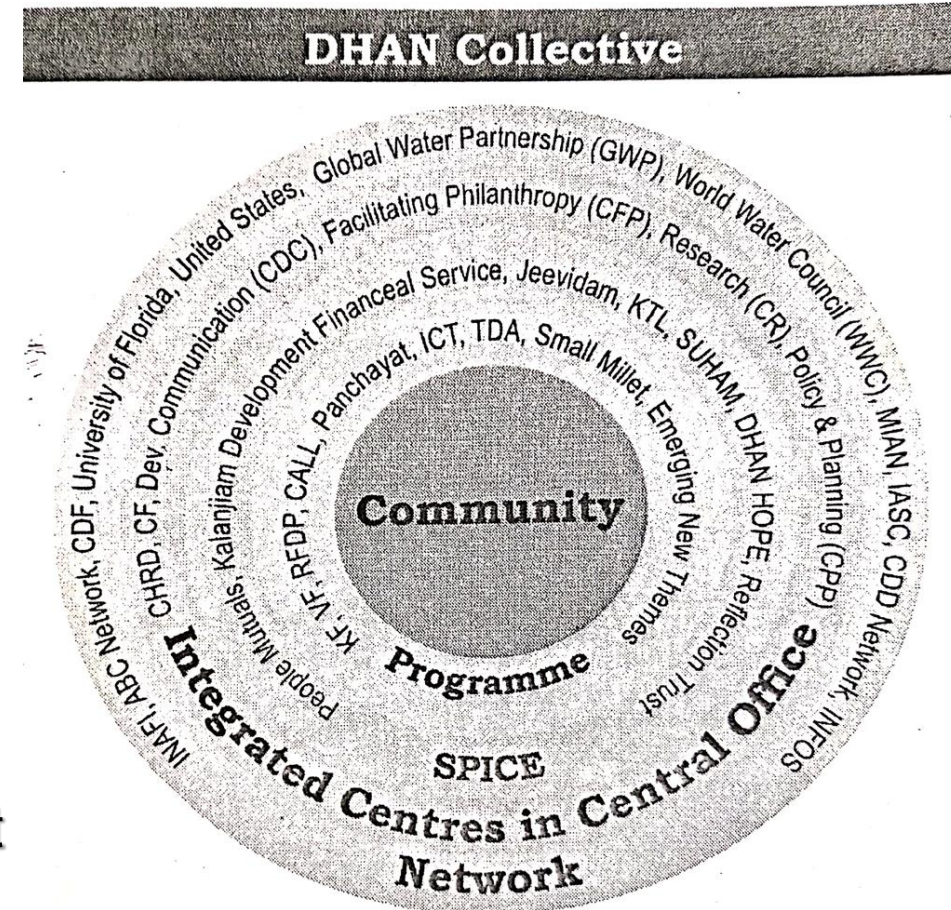 DHAN Collective
INAFI, ABC Network, CDF, University of Florida, United States, Global Water Partnership (GWP), World Water Council (WWC), MIAN, IASC, CDD Network, INFOS
CHRD, CF, Dev. Communication (CDC), Facilitating Philanthropy (CFP), Research (CR), Policy & Planning (CPP)
People Mutuals, Kalanjiam Development Financeal Service, Jeevidam, KTL, SUHAM, DHAN HOPE, Reflection Trust
KF, VF, RFDP, CALL, Panchayat, ICT, TDA, Small Millet, Emerging New Themes
Community
Programme
SPICE
Integrated Centres in Central Office
Network